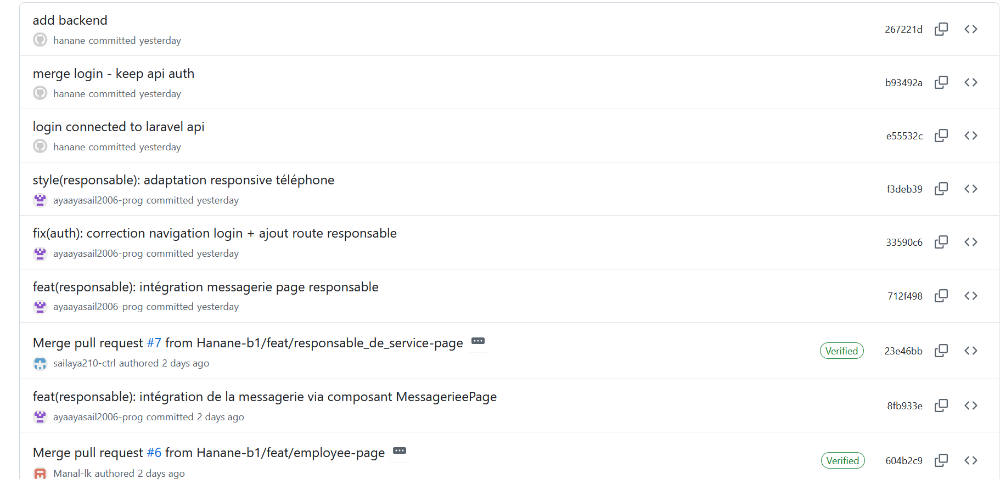 add backend
hanane committed yesterday
267221d
merge login - keep api auth
hanane committed yesterday
b93492a
login connected to laravel api
hanane committed yesterday
e55532c
style(responsable): adaptation responsive téléphone
ayaayasail2006-prog committed yesterday
f3deb39
fix(auth): correction navigation login + ajout route responsable
ayaayasail2006-prog committed yesterday
33590c6
feat(responsable): intégration messagerie page responsable
ayaayasail2006-prog committed yesterday
712f498
Merge pull request #7 from Hanane-b1/feat/responsable_de_service-page
sailaya210-ctrl authored 2 days ago
Verified 23e46bb
feat(responsable): intégration de la messagerie via composant MessagerieePage
ayaayasail2006-prog committed 2 days ago
8fb933e
Merge pull request #6 from Hanane-b1/feat/employee-page
Manal-lk authored 2 days ago
Verified 604b2c9